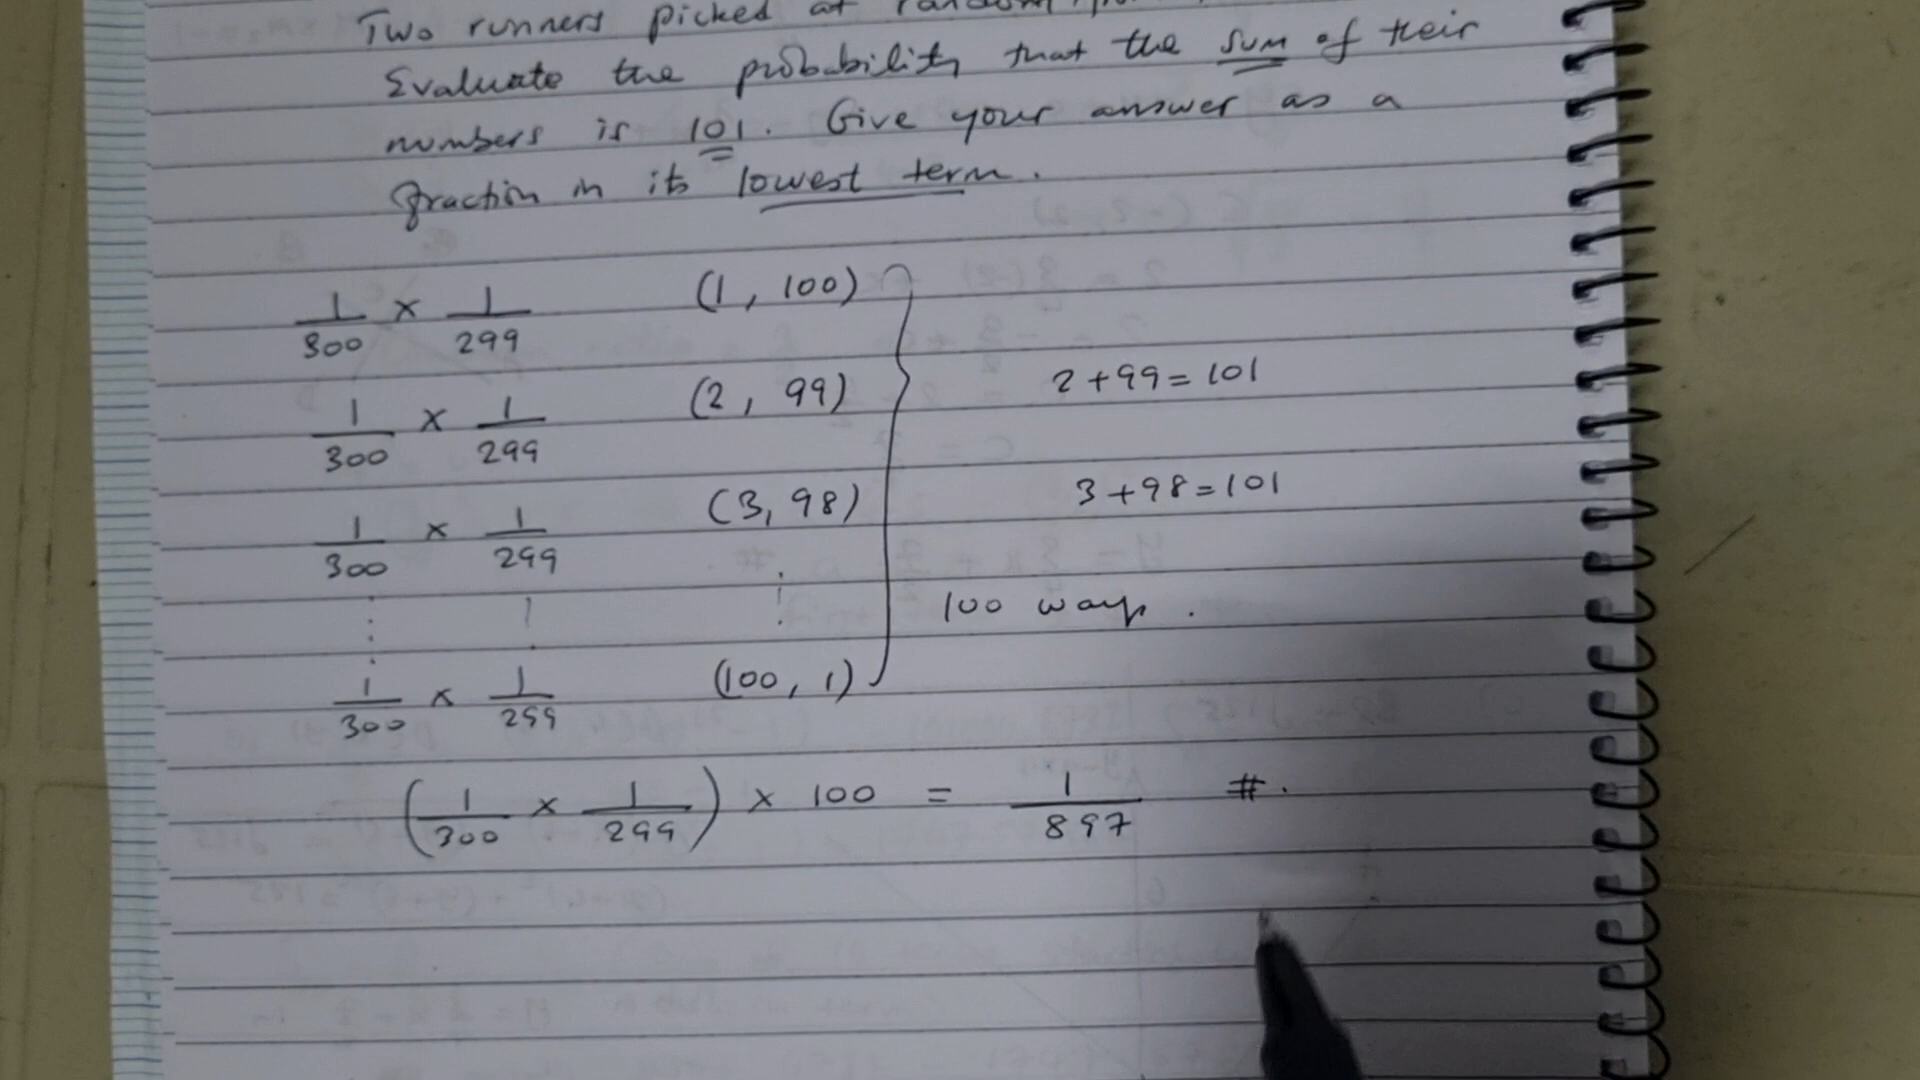 Two runners picked at random
Evaluate the probability that the sum of their
numbers is 101. Give your answer as a
fraction in its lowest term.
1/300 × 1/299 (1, 100)
1/300 × 1/299 (2, 99) 2+99=101
1/300 × 1/299 (3, 98) 3+98=101
100 ways.
1/300 × 1/299 (100, 1)
(1/300 × 1/299) × 100 = 1/897 #.